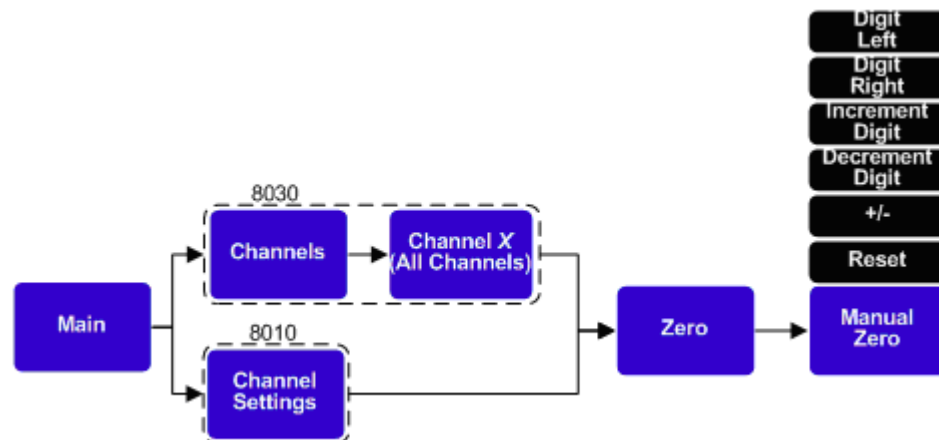 Digit
Left
Digit
Right
Increment
Digit
Decrement
Digit
+/-
Reset
8030
Channels
Channel X
(All Channels)
Main
8010
Channel
Settings
Zero
Manual
Zero